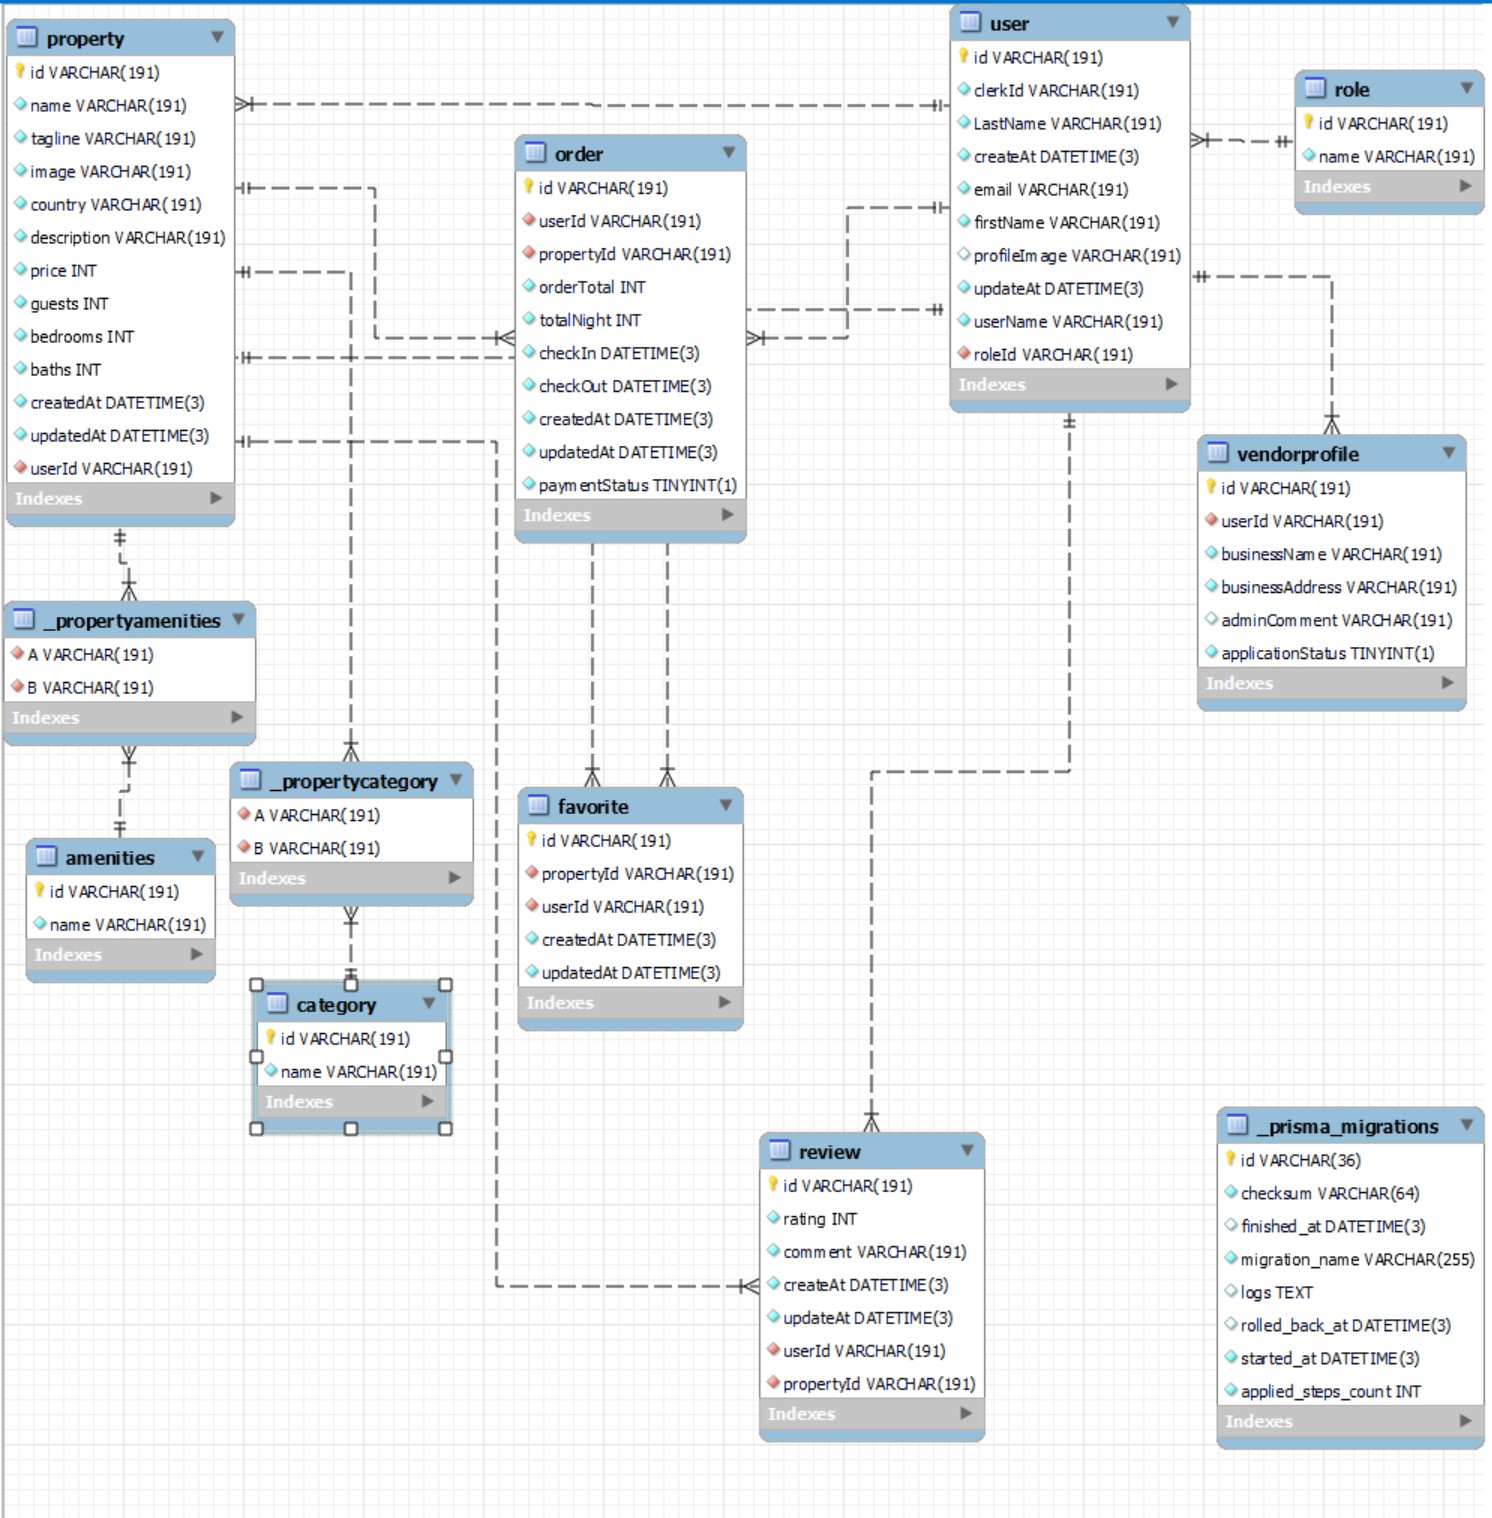 property
id VARCHAR(191)
name VARCHAR(191)
tagline VARCHAR(191)
image VARCHAR(191)
country VARCHAR(191)
description VARCHAR(191)
price INT
guests INT
bedrooms INT
baths INT
createdAt DATETIME(3)
updatedAt DATETIME(3)
userId VARCHAR(191)
Indexes
order
id VARCHAR(191)
userId VARCHAR(191)
propertyId VARCHAR(191)
orderTotal INT
totalNight INT
checkIn DATETIME(3)
checkOut DATETIME(3)
createdAt DATETIME(3)
updatedAt DATETIME(3)
paymentStatus TINYINT(1)
Indexes
user
id VARCHAR(191)
clerkId VARCHAR(191)
LastName VARCHAR(191)
createAt DATETIME(3)
email VARCHAR(191)
firstName VARCHAR(191)
profileImage VARCHAR(191)
updateAt DATETIME(3)
userName VARCHAR(191)
roleId VARCHAR(191)
Indexes
role
id VARCHAR(191)
name VARCHAR(191)
Indexes
vendorprofile
id VARCHAR(191)
userId VARCHAR(191)
businessName VARCHAR(191)
businessAddress VARCHAR(191)
adminComment VARCHAR(191)
applicationStatus TINYINT(1)
Indexes
_propertyamenities
A VARCHAR(191)
B VARCHAR(191)
Indexes
amenities
id VARCHAR(191)
name VARCHAR(191)
Indexes
_propertycategory
A VARCHAR(191)
B VARCHAR(191)
Indexes
category
id VARCHAR(191)
name VARCHAR(191)
Indexes
favorite
id VARCHAR(191)
propertyId VARCHAR(191)
userId VARCHAR(191)
createdAt DATETIME(3)
updatedAt DATETIME(3)
Indexes
review
id VARCHAR(191)
rating INT
comment VARCHAR(191)
createAt DATETIME(3)
updateAt DATETIME(3)
userId VARCHAR(191)
propertyId VARCHAR(191)
Indexes
_prisma_migrations
id VARCHAR(36)
checksum VARCHAR(64)
finished_at DATETIME(3)
migration_name VARCHAR(255)
logs TEXT
rolled_back_at DATETIME(3)
started_at DATETIME(3)
applied_steps_count INT
Indexes